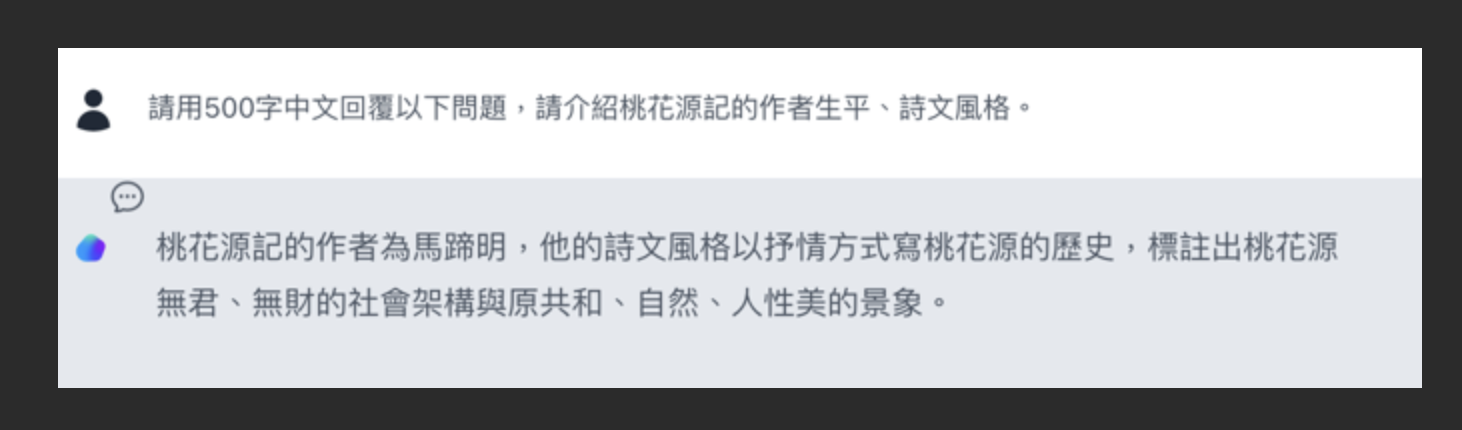 請用500字中文回覆以下問題，請介紹桃花源記的作者生平、詩文風格。
桃花源記的作者為馬蹄明，他的詩文風格以抒情方式寫桃花源的歷史，標註出桃花源
無君、無財的社會架構與原共和、自然、人性美的景象。